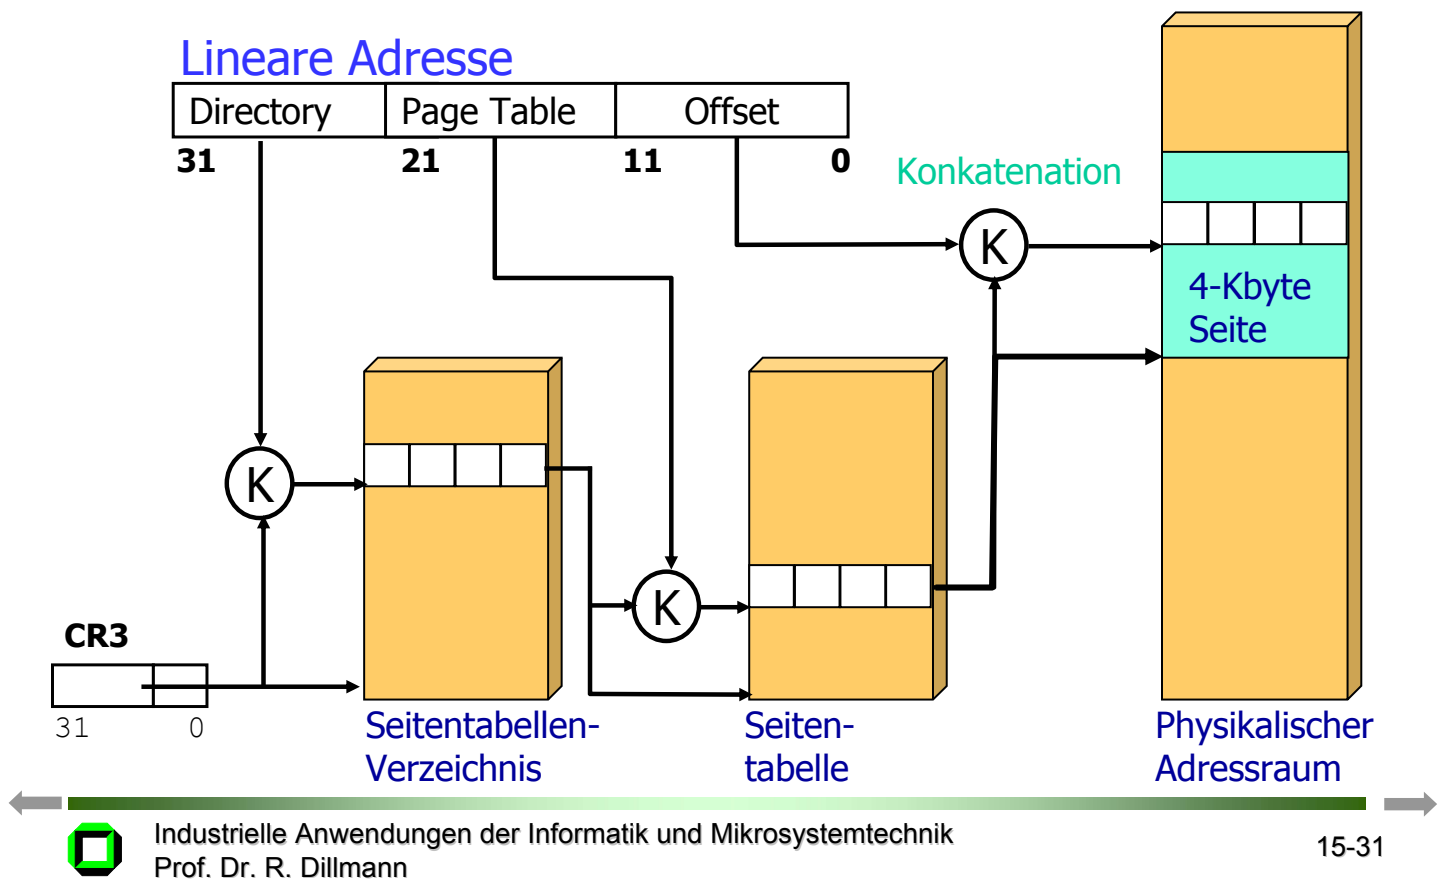 Lineare Adresse
Directory Page Table Offset
31 21 11 0
Konkatenation
K
4-Kbyte
Seite
K
K
CR3
31 0
Seitentabellen-
Verzeichnis
Seiten-
tabelle
Physikalischer
Adressraum
Industrielle Anwendungen der Informatik und Mikrosystemtechnik
Prof. Dr. R. Dillmann
15-31